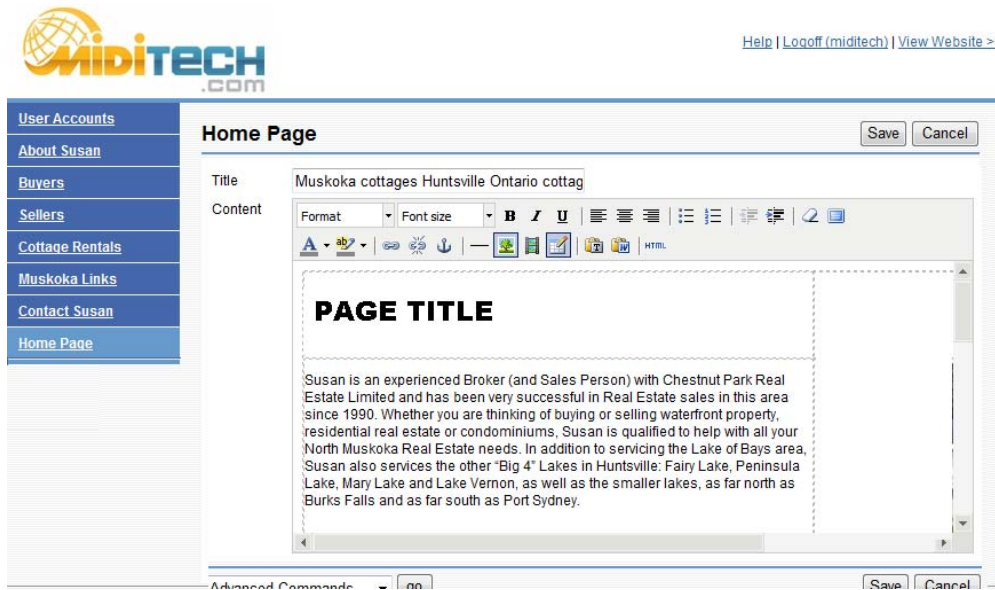 MiDiTECH
.com
Help | Logoff (miditech) | View Website >
User Accounts
About Susan
Buyers
Sellers
Cottage Rentals
Muskoka Links
Contact Susan
Home Page
Home Page
Save Cancel
Title Muskoka cottages Huntsville Ontario cottag
Content
Format Font size B I U
A ab HTML
PAGE TITLE
Susan is an experienced Broker (and Sales Person) with Chestnut Park Real
Estate Limited and has been very successful in Real Estate sales in this area
since 1990. Whether you are thinking of buying or selling waterfront property,
residential real estate or condominiums, Susan is qualified to help with all your
North Muskoka Real Estate needs. In addition to servicing the Lake of Bays area,
Susan also services the other “Big 4” Lakes in Huntsville: Fairy Lake, Peninsula
Lake, Mary Lake and Lake Vernon, as well as the smaller lakes, as far north as
Burks Falls and as far south as Port Sydney.
Advanced Commands go Save Cancel